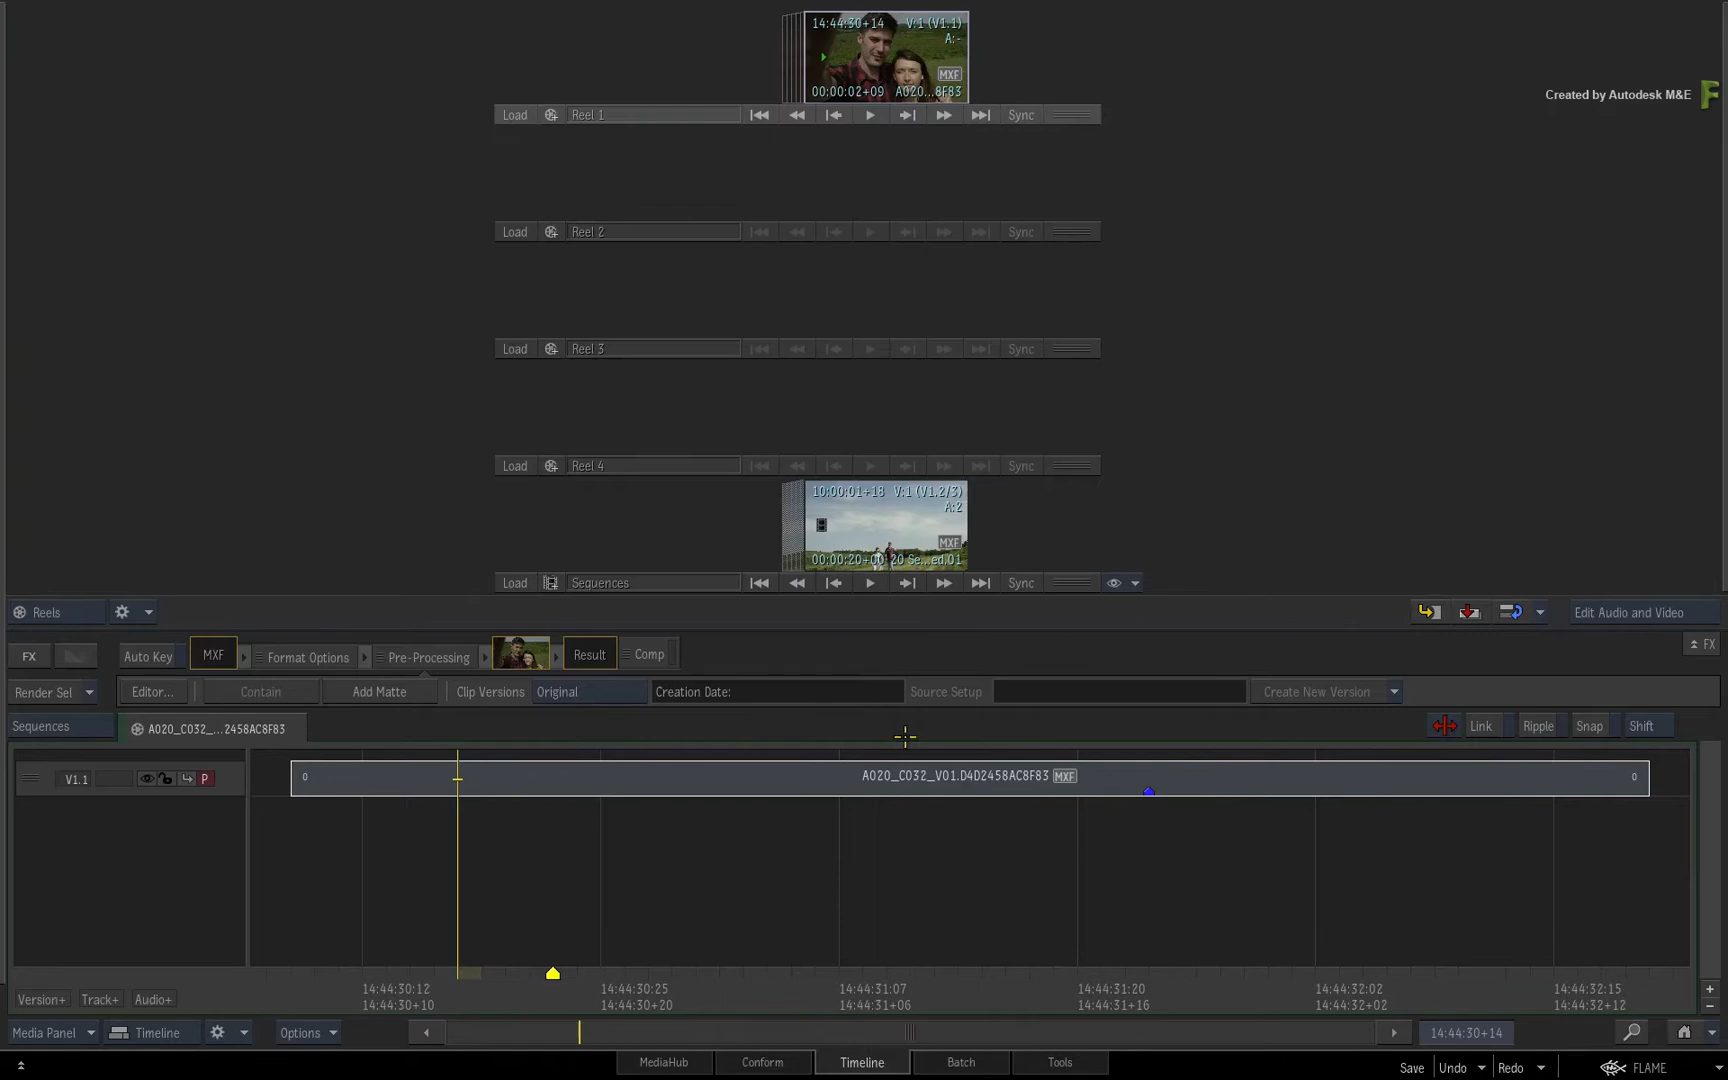 14:44:30+14 V:1 (V1.1)
A:-
MXF
00:00:02+09 A020...8F83
Created by Autodesk M&E
Load Reel 1 Sync
Load Reel 2 Sync
Load Reel 3 Sync
Load Reel 4 Sync
10:00:01+18 V:1 (V1.2/3)
A:2
MXF
00:00:20+00 20 Se...ed.01
Load Sequences Sync
Reels Edit Audio and Video
FX Auto Key MXF Format Options Pre-Processing Result Comp FX
Render Sel Editor... Contain Add Matte Clip Versions Original Creation Date: Source Setup Create New Version
Sequences A020_C032_...2458AC8F83 Link Ripple Snap Shift
V1.1 P 0 A020_C032_V01.D4D2458AC8F83 MXF 0
14:44:30:12 14:44:30:25 14:44:31:07 14:44:31:20 14:44:32:02 14:44:32:15
Version+ Track+ Audio+ 14:44:30+10 14:44:30+20 14:44:31+06 14:44:31+16 14:44:32+02 14:44:32+12
Media Panel Timeline Options 14:44:30+14
MediaHub Conform Timeline Batch Tools
Save Undo Redo FLAME